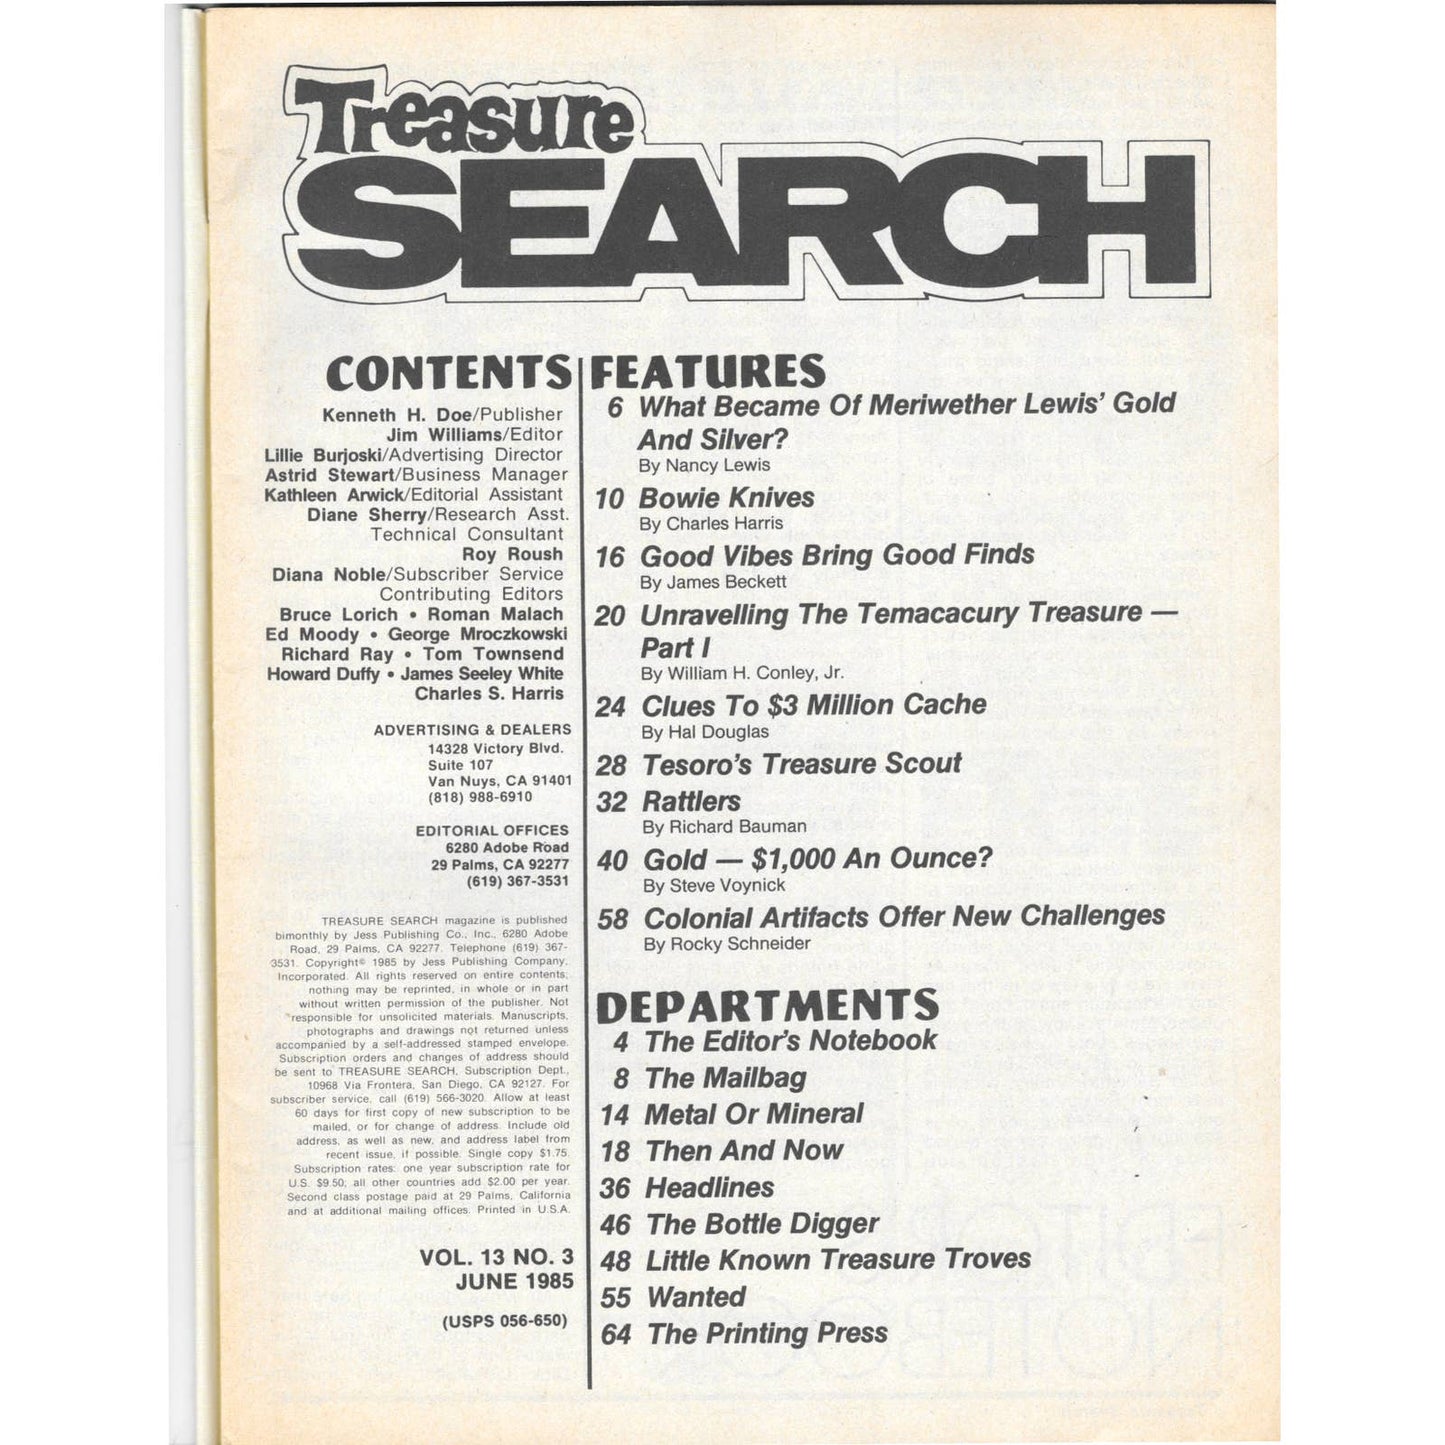 Treasure
SEARCH
CONTENTS
Kenneth H. Doe/Publisher
Jim Williams/Editor
Lillie Burjoski/Advertising Director
Astrid Stewart/Business Manager
Kathleen Arwick/Editorial Assistant
Diane Sherry/Research Asst.
Technical Consultant
Roy Roush
Diana Noble/Subscriber Service
Contributing Editors
Bruce Lorich • Roman Malach
Ed Moody • George Mroczkowski
Richard Ray • Tom Townsend
Howard Duffy • James Seeley White
Charles S. Harris
ADVERTISING & DEALERS
14328 Victory Blvd.
Suite 107
Van Nuys, CA 91401
(818) 988-6910
EDITORIAL OFFICES
6280 Adobe Road
29 Palms, CA 92277
(619) 367-3531
TREASURE SEARCH magazine is published
bimonthly by Jess Publishing Co., Inc., 6280 Adobe
Road, 29 Palms, CA 92277. Telephone (619) 367-
3531. Copyright© 1985 by Jess Publishing Company,
Incorporated. All rights reserved on entire contents;
nothing may be reprinted, in whole or in part
without written permission of the publisher. Not
responsible for unsolicited materials. Manuscripts,
photographs and drawings not returned unless
accompanied by a self-addressed stamped envelope.
Subscription orders and changes of address should
be sent to TREASURE SEARCH, Subscription Dept.,
10968 Via Frontera, San Diego, CA 92127. For
subscriber service, call (619) 566-3020. Allow at least
60 days for first copy of new subscription to be
mailed, or for change of address. Include old
address, as well as new, and address label from
recent issue, if possible. Single copy $1.75.
Subscription rates: one year subscription rate for
U.S. $9.50; all other countries add $2.00 per year.
Second class postage paid at 29 Palms, California
and at additional mailing offices. Printed in U.S.A.
VOL. 13 NO. 3
JUNE 1985
(USPS 056-650)
FEATURES
6 What Became Of Meriwether Lewis' Gold
And Silver?
By Nancy Lewis
10 Bowie Knives
By Charles Harris
16 Good Vibes Bring Good Finds
By James Beckett
20 Unravelling The Temacacury Treasure —
Part I
By William H. Conley, Jr.
24 Clues To $3 Million Cache
By Hal Douglas
28 Tesoro's Treasure Scout
32 Rattlers
By Richard Bauman
40 Gold — $1,000 An Ounce?
By Steve Voynick
58 Colonial Artifacts Offer New Challenges
By Rocky Schneider
DEPARTMENTS
4 The Editor's Notebook
8 The Mailbag
14 Metal Or Mineral
18 Then And Now
36 Headlines
46 The Bottle Digger
48 Little Known Treasure Troves
55 Wanted
64 The Printing Press